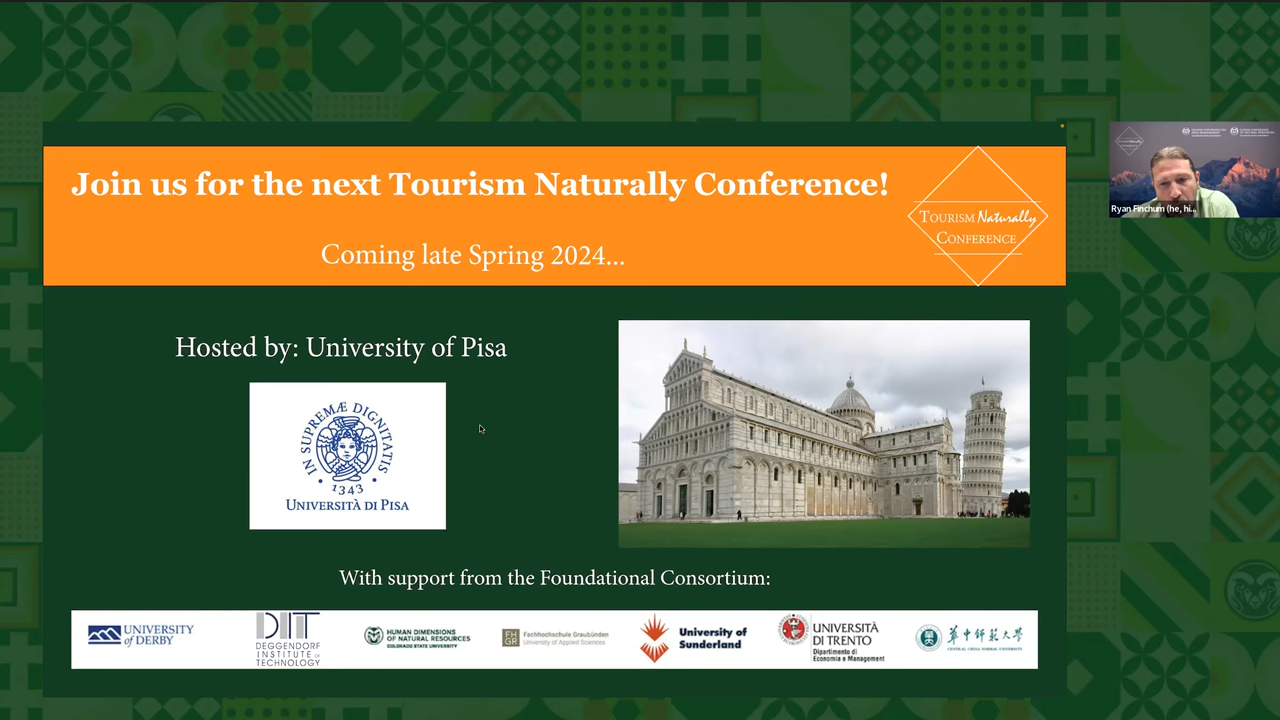 Join us for the next Tourism Naturally Conference!
Coming late Spring 2024...
TOURISM Naturally
CONFERENCE
Ryan Finchum (he, hi...
Hosted by: University of Pisa
IN SUPREMÆ DIGNITATIS
• 1343 •
UNIVERSITÀ DI PISA
With support from the Foundational Consortium:
UNIVERSITY
of DERBY
DIT
DEGGENDORF
INSTITUTE of
TECHNOLOGY
HUMAN DIMENSIONS
OF NATURAL RESOURCES
COLORADO STATE UNIVERSITY
FH
GR
Fachhochschule Graubünden
University of Applied Sciences
University of
Sunderland
UNIVERSITÀ
DI TRENTO
Dipartimento di
Economia e Management
華中師範大學
CENTRAL CHINA NORMAL UNIVERSITY